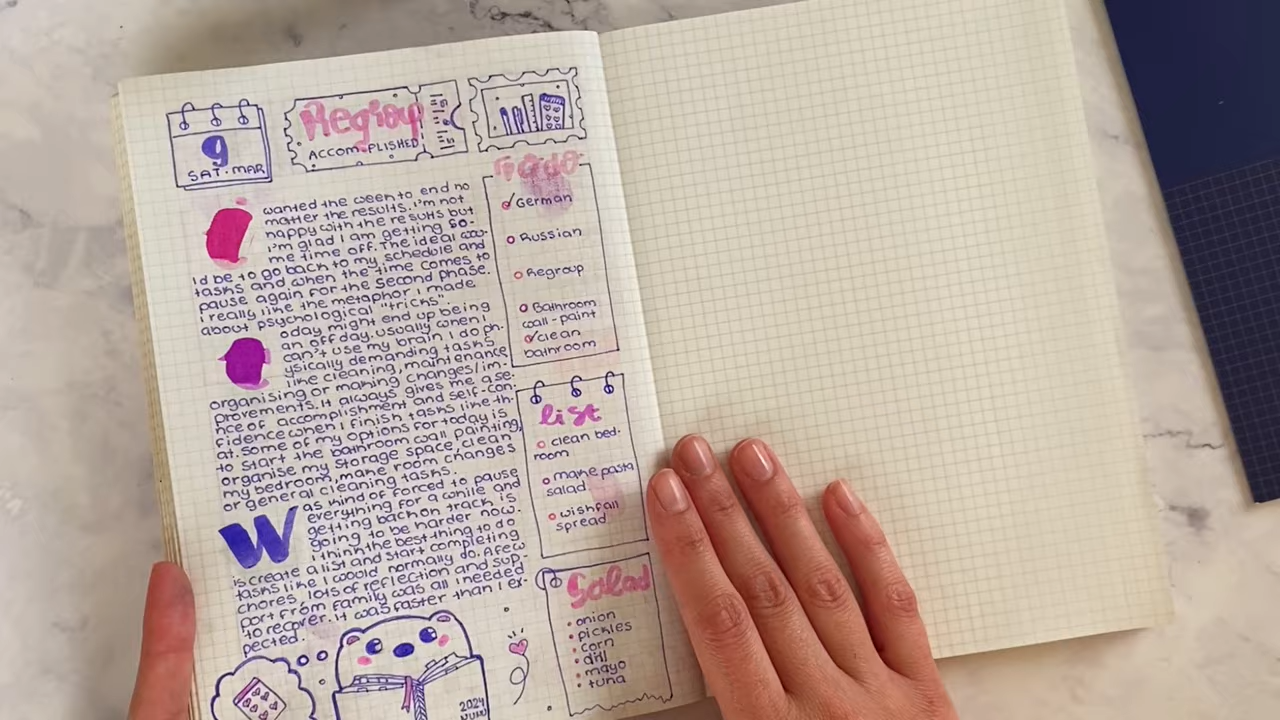 9
SAT. MAR
Regroup
ACCOMPLISHED
wanted the ween to end no
matter the results. i'm not
happy with the results but
i'm glad I am getting so-
me time off. The ideal wou-
ld be to go back to my schedule and
tasks and when the time comes to
pause again for the second phase.
I really like the metaphor I made
about psychological "tricks".
oday might end up being
an off day. usually when I
can't use my brain I do ph-
ysically demanding tasks
like cleaning, maintenance
organising or making changes/im-
provements. it always gives me a se-
nce of accomplishment and self-con-
fidence when I finish tasks like th-
at. some of my options for today is
to start the bathroom wall painting,
organise my storage space, clean
my bedroom, make room changes
or general cleaning tasks.
W as kind of forced to pause
everything for a while and
getting back on track is
going to be harder now.
I think the best thing to do
is create a list and start completing
tasks like I would normally do. A few
chores, lots of reflection and sup-
port from family was all I needed
to recover. it was faster than I ex-
pected.
To do
German
Russian
Regroup
Bathroom
wall-paint
clean
bathroom
list
clean bed-
room
make pasta
salad
wishfall
spread
Salad
onion
pickles
corn
dill
mayo
tuna
2024